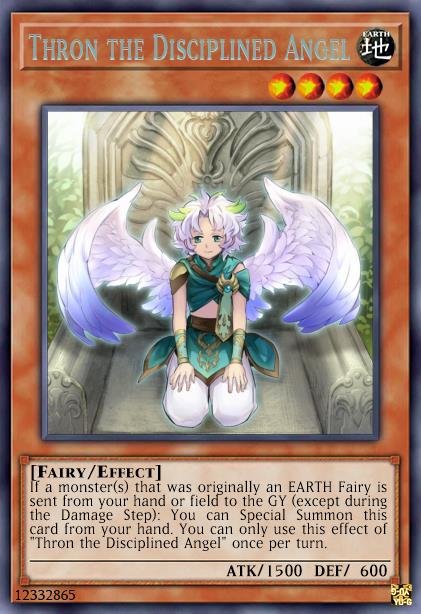 Thron the Disciplined Angel
EARTH
地
[Fairy/Effect]
If a monster(s) that was originally an EARTH Fairy is
sent from your hand or field to the GY (except during
the Damage Step): You can Special Summon this
card from your hand. You can only use this effect of
"Thron the Disciplined Angel" once per turn.
ATK/1500 DEF/ 600
12332865